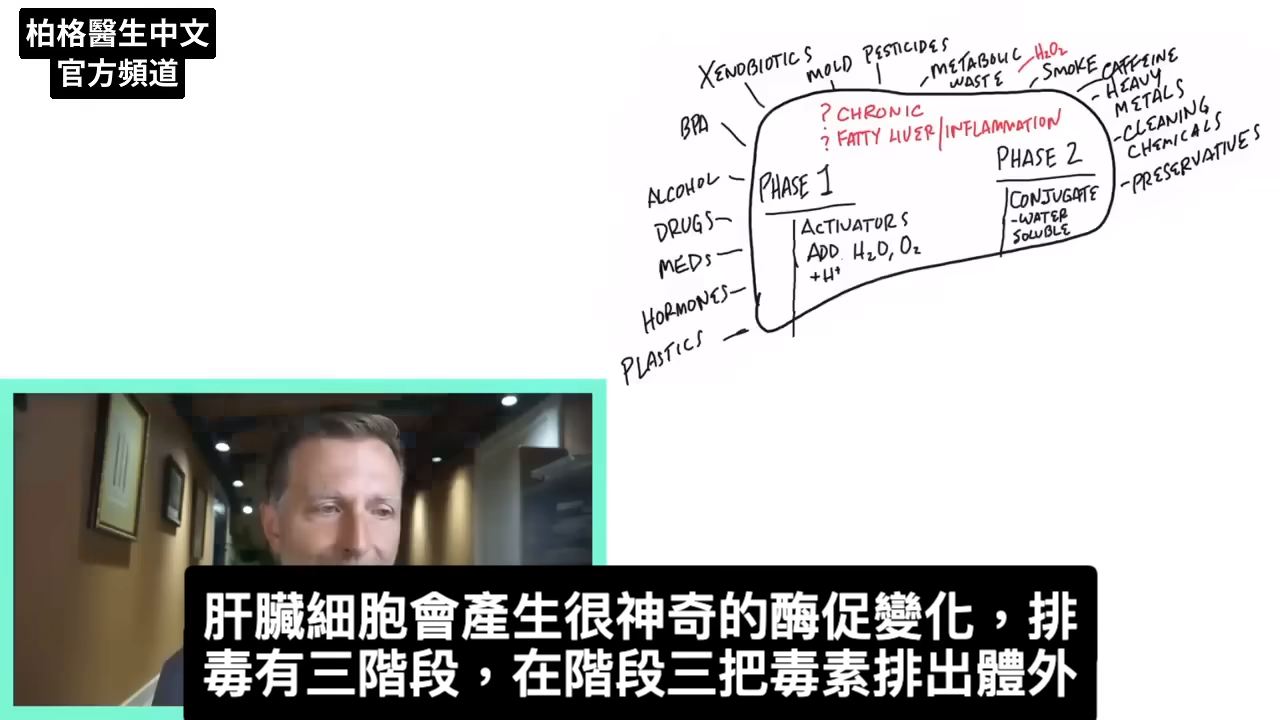 柏格醫生中文
官方頻道
XENOBIOTICS
MOLD
PESTICIDES
METABOLIC
WASTE
H₂O₂
SMOKE
CAFFEINE
- HEAVY
METALS
- CLEANING
CHEMICALS
- PRESERVATIVES
BPA
ALCOHOL
DRUGS
MEDS
HORMONES
PLASTICS
? CHRONIC
? FATTY LIVER/INFLAMMATION
PHASE 1
ACTIVATORS
ADD H₂O, O₂
+H⁺
PHASE 2
CONJUGATE
-WATER
SOLUBLE
肝臟細胞會產生很神奇的酶促變化，排
毒有三階段，在階段三把毒素排出體外